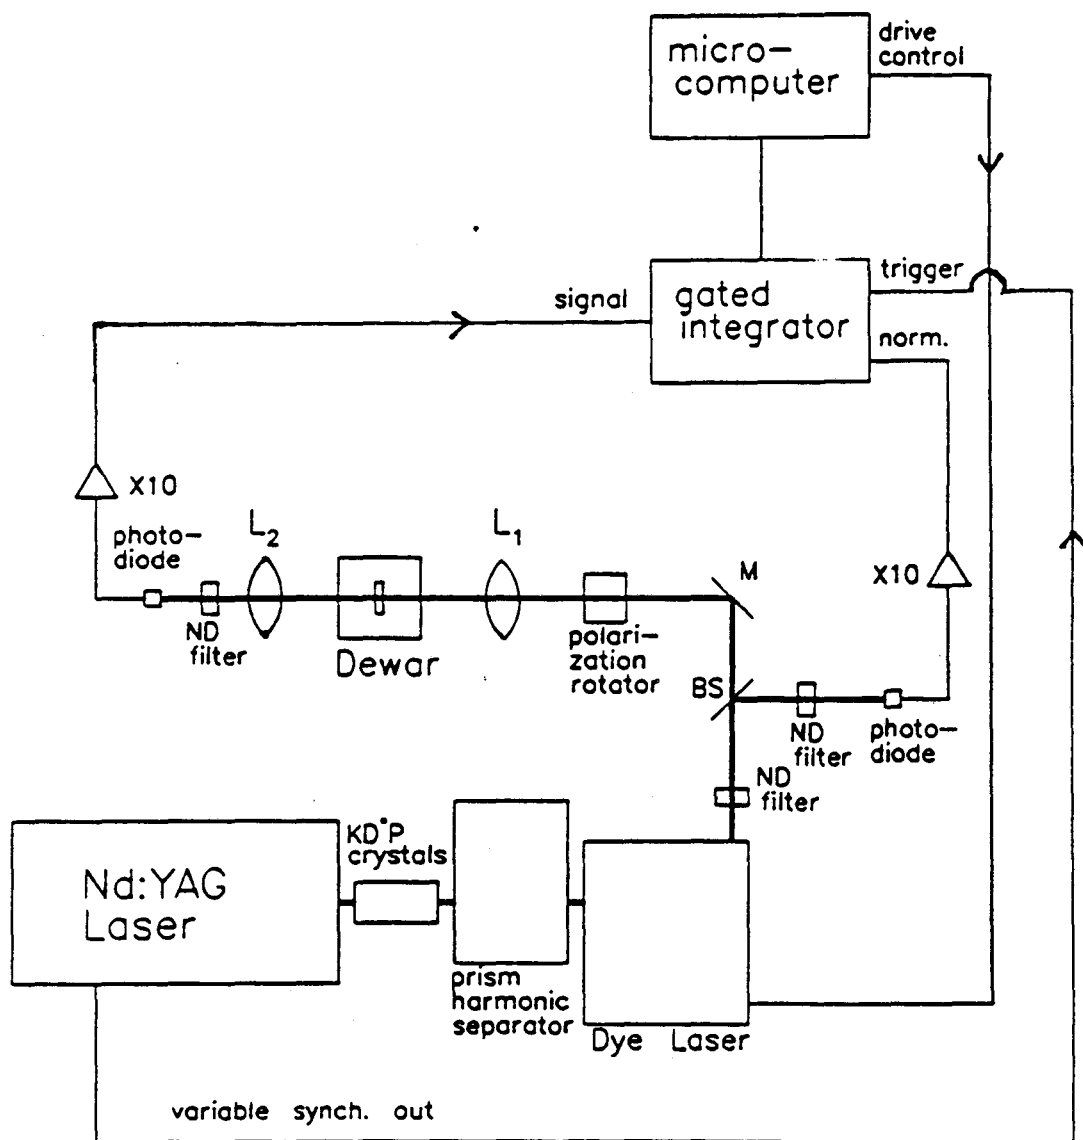 micro-
computer
drive
control
signal
gated
integrator
trigger
norm.
X10
photo-
diode
L2
L1
ND
filter
Dewar
polari-
zation
rotator
M
BS
X10
ND
filter
photo-
diode
ND
filter
Nd:YAG
Laser
KD*P
crystals
prism
harmonic
separator
Dye Laser
variable synch. out